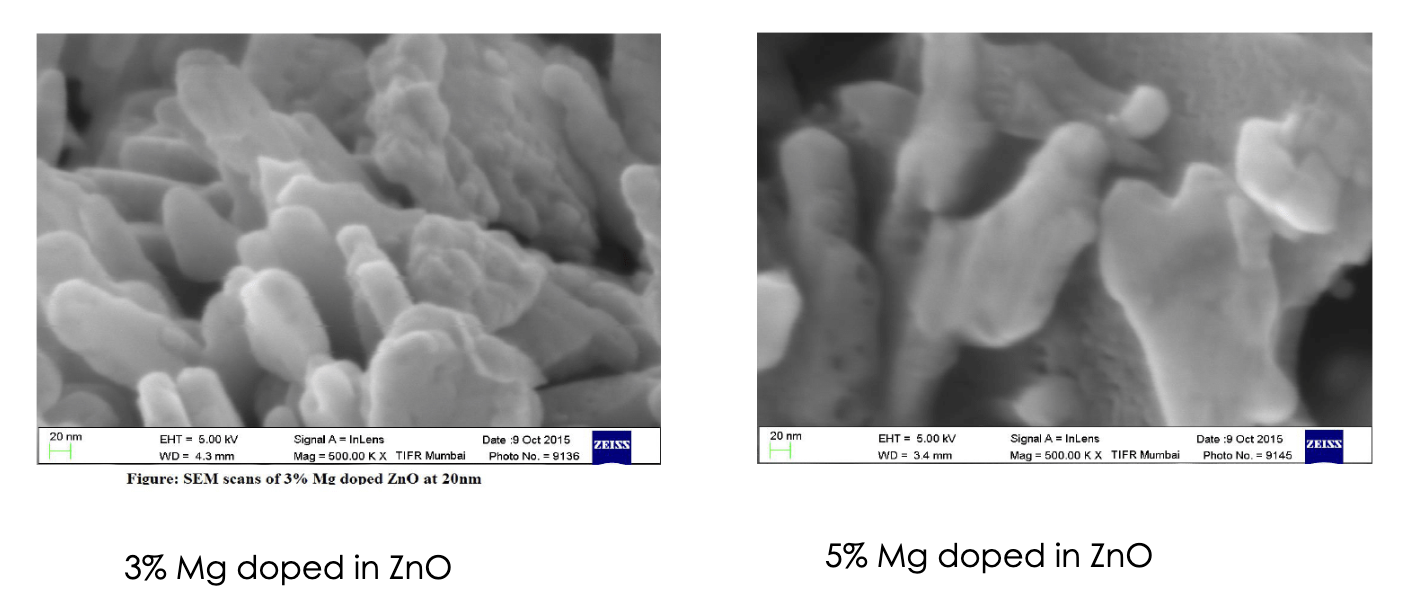 20 nm
EHT = 5.00 kV
Signal A = InLens
Date :9 Oct 2015
ZEISS
WD = 4.3 mm
Mag = 500.00 K X TIFR Mumbai
Photo No. = 9136
Figure: SEM scans of 3% Mg doped ZnO at 20nm
3% Mg doped in ZnO
20 nm
EHT = 5.00 kV
Signal A = InLens
Date :9 Oct 2015
ZEISS
WD = 3.4 mm
Mag = 500.00 K X TIFR Mumbai
Photo No. = 9145
5% Mg doped in ZnO